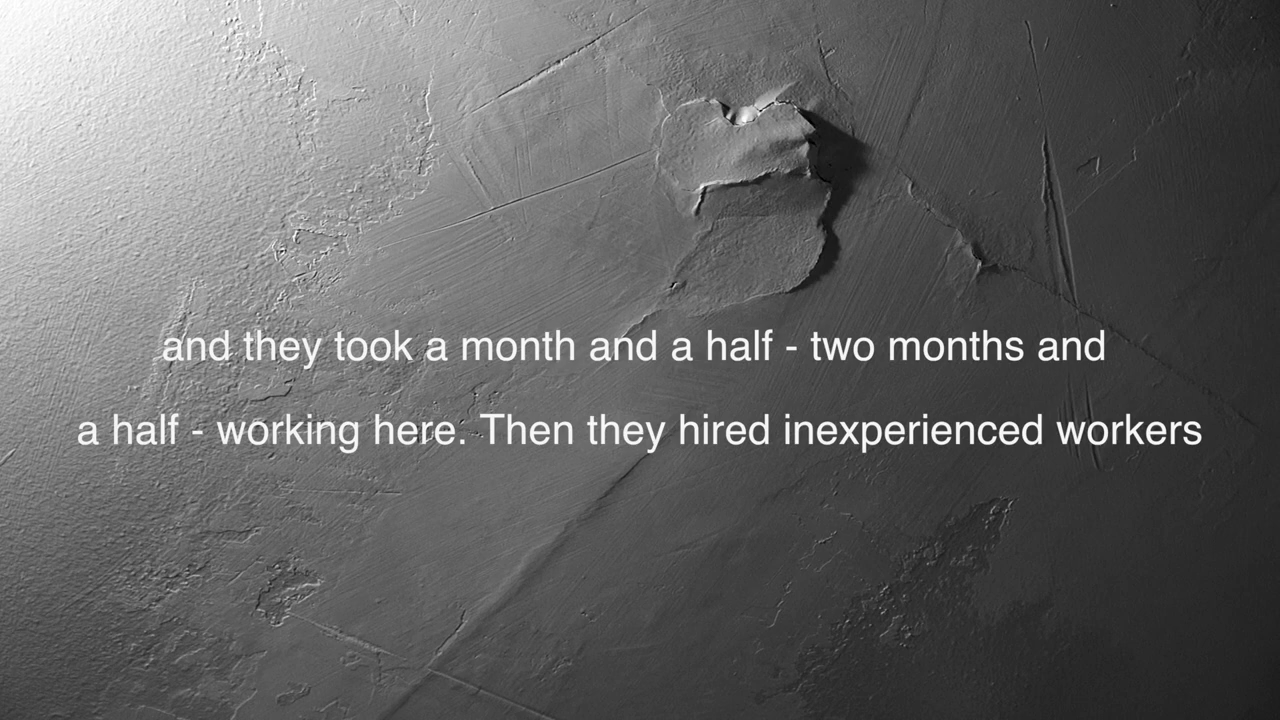 and they took a month and a half - two months and
a half - working here. Then they hired inexperienced workers